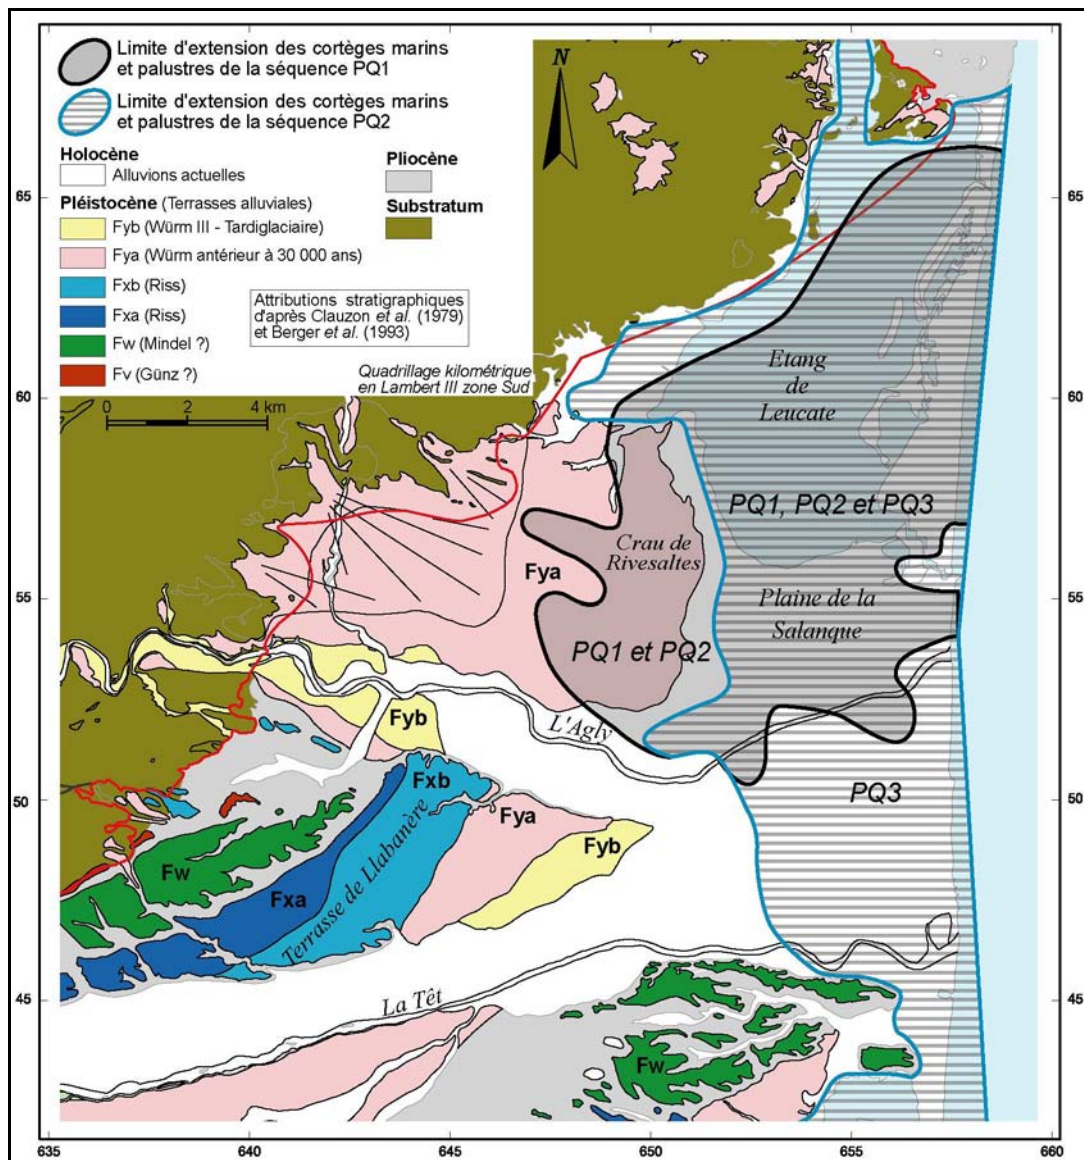 Limite d'extension des cortèges marins
et palustres de la séquence PQ1
Limite d'extension des cortèges marins
et palustres de la séquence PQ2
Holocène
Alluvions actuelles
Pléistocène (Terrasses alluviales)
Fyb (Würm III - Tardiglaciaire)
Fya (Würm antérieur à 30 000 ans)
Fxb (Riss)
Fxa (Riss)
Fw (Mindel ?)
Fv (Günz ?)
Pliocène
Substratum
Attributions stratigraphiques
d'après Clauzon et al. (1979)
et Berger et al. (1993)
Quadrillage kilométrique
en Lambert III zone Sud
0 2 4 km
N
65
65
60
60
55
55
50
50
45
45
Etang
de
Leucate
PQ1, PQ2 et PQ3
Crau de
Rivesaltes
Fya
Plaine de la
Salanque
PQ1 et PQ2
Fyb
L'Agly
Fxb
PQ3
Fya
Fyb
Fw
Fxa
Terrasse de Llabanère
La Têt
Fw
635 640 645 650 655 660